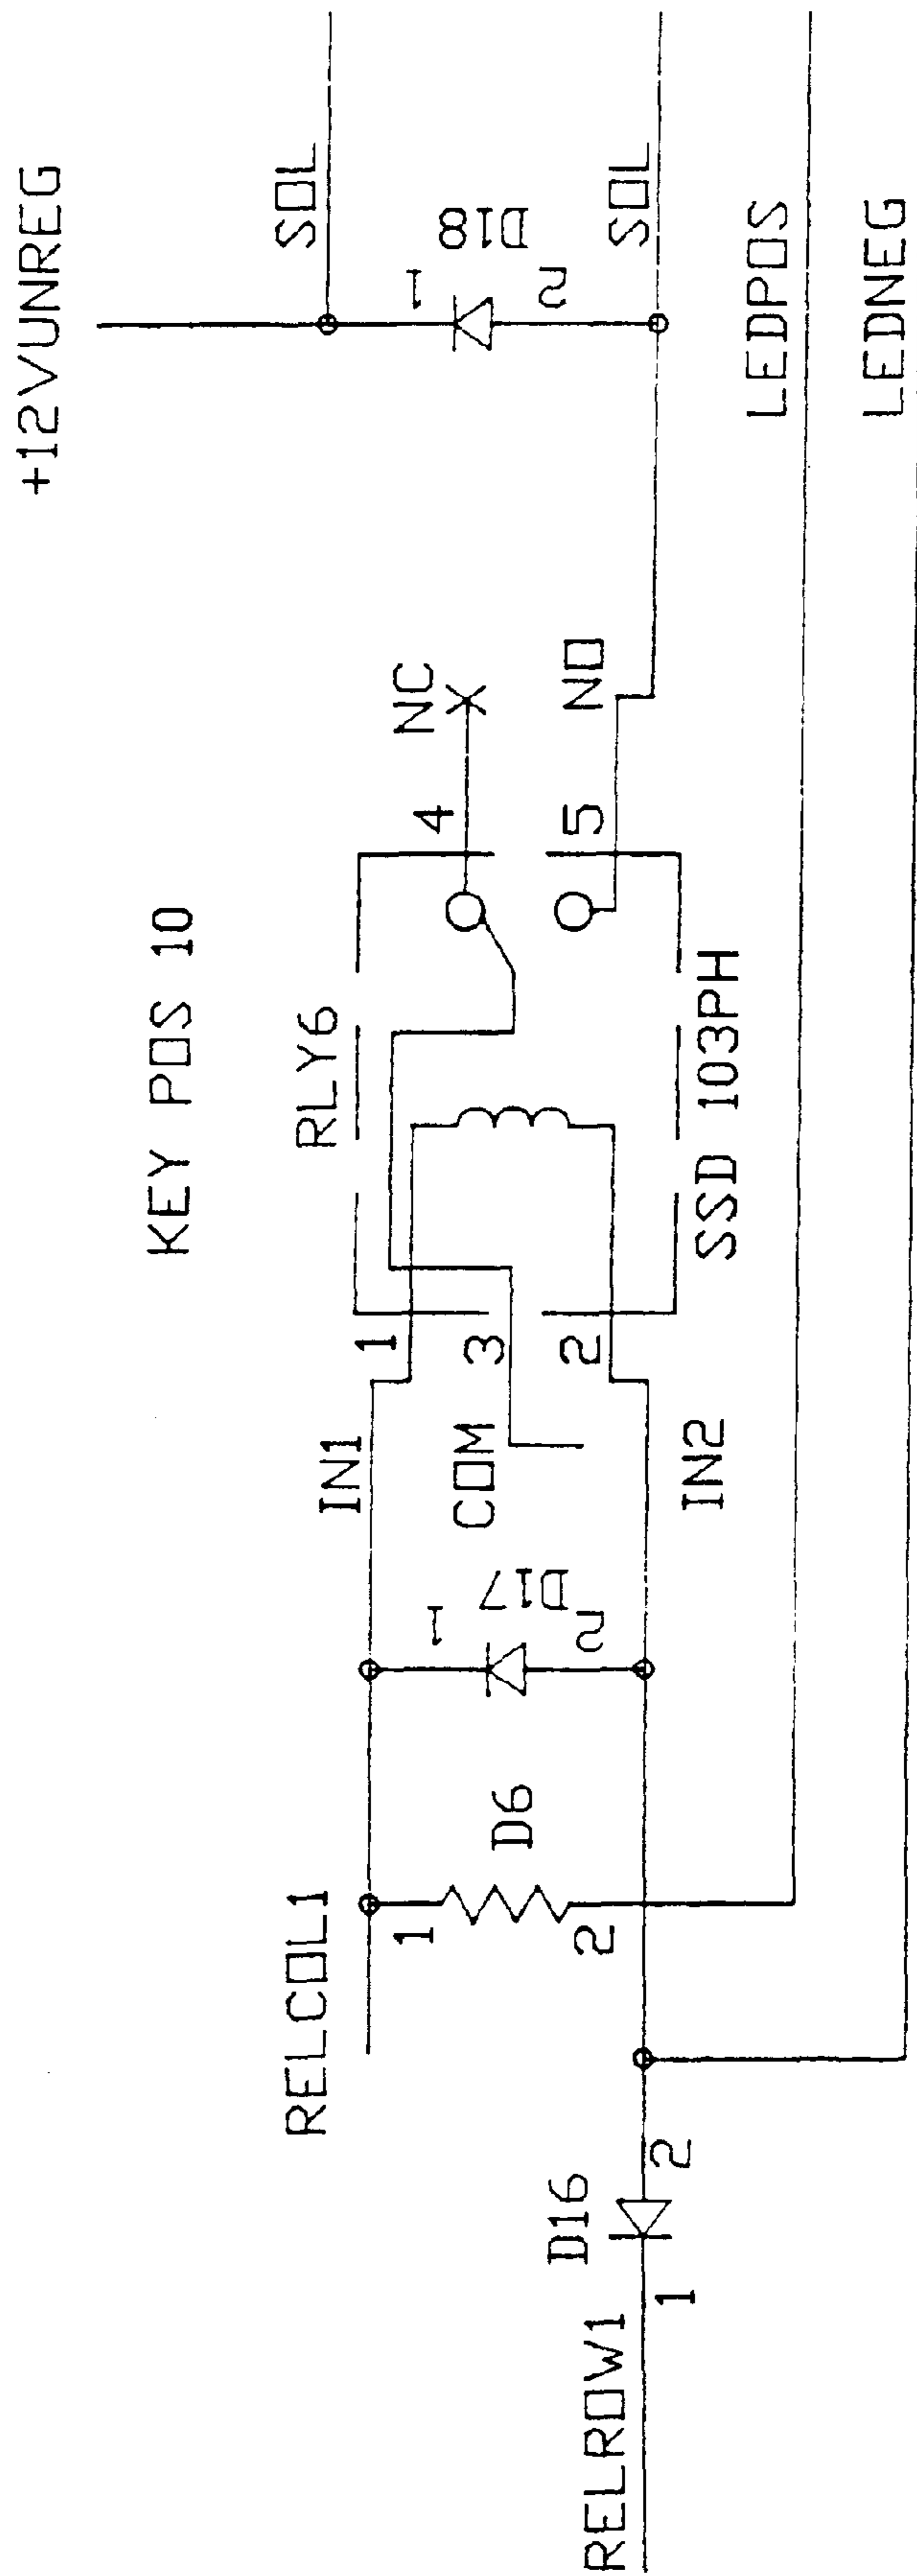 KEY POS 10
+12VUNREG
RELCOL1
IN1
RLY6
NC
SOL
1
1
4
1
D6
D17
COM
3
D18
2
2
2
RELROW1
D16
1
2
IN2
2
5
NO
SOL
SSD 103PH
LEDPOS
LEDNEG